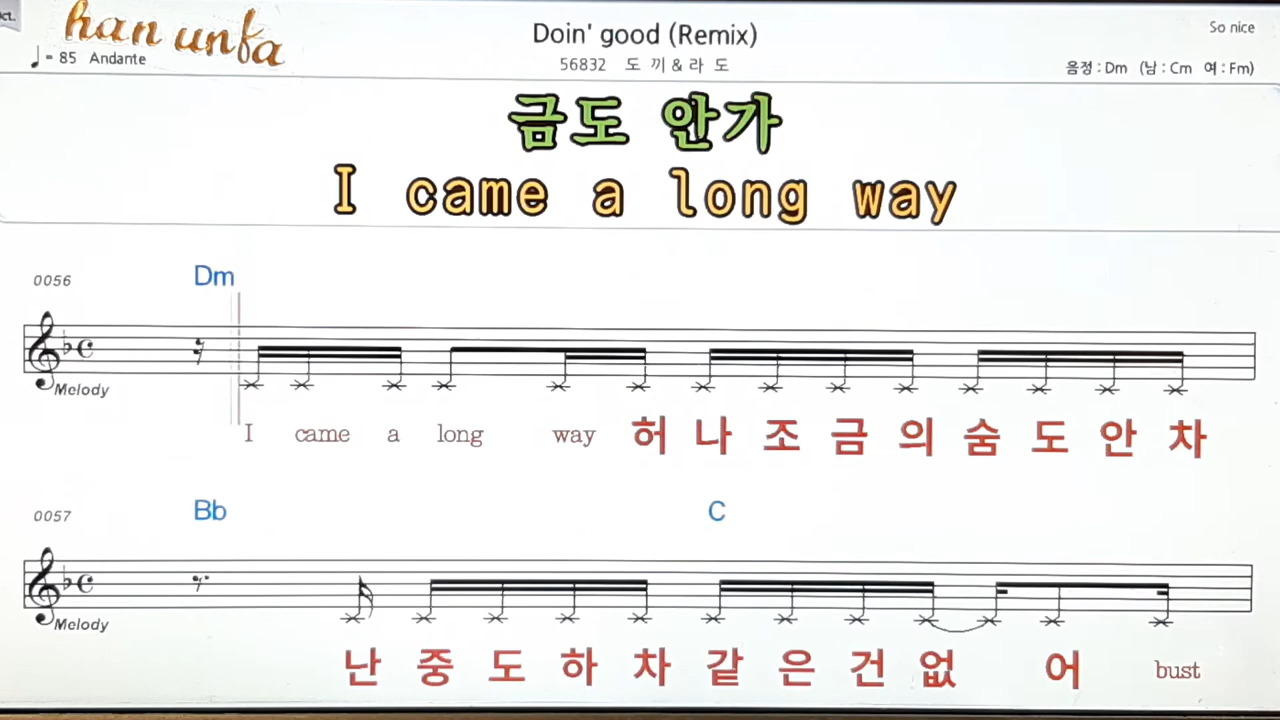 ct.
han unfa
Doin' good (Remix)
So nice
♩= 85 Andante
56832 도 끼 & 라 도
음정 : Dm (남 : Cm 여 : Fm)
금도 안가
I came a long way
0056
Dm
Melody
I came a long way 허 나 조 금 의 숨 도 안 차
0057
Bb C
Melody
난 중 도 하 차 같 은 건 없 어 bust